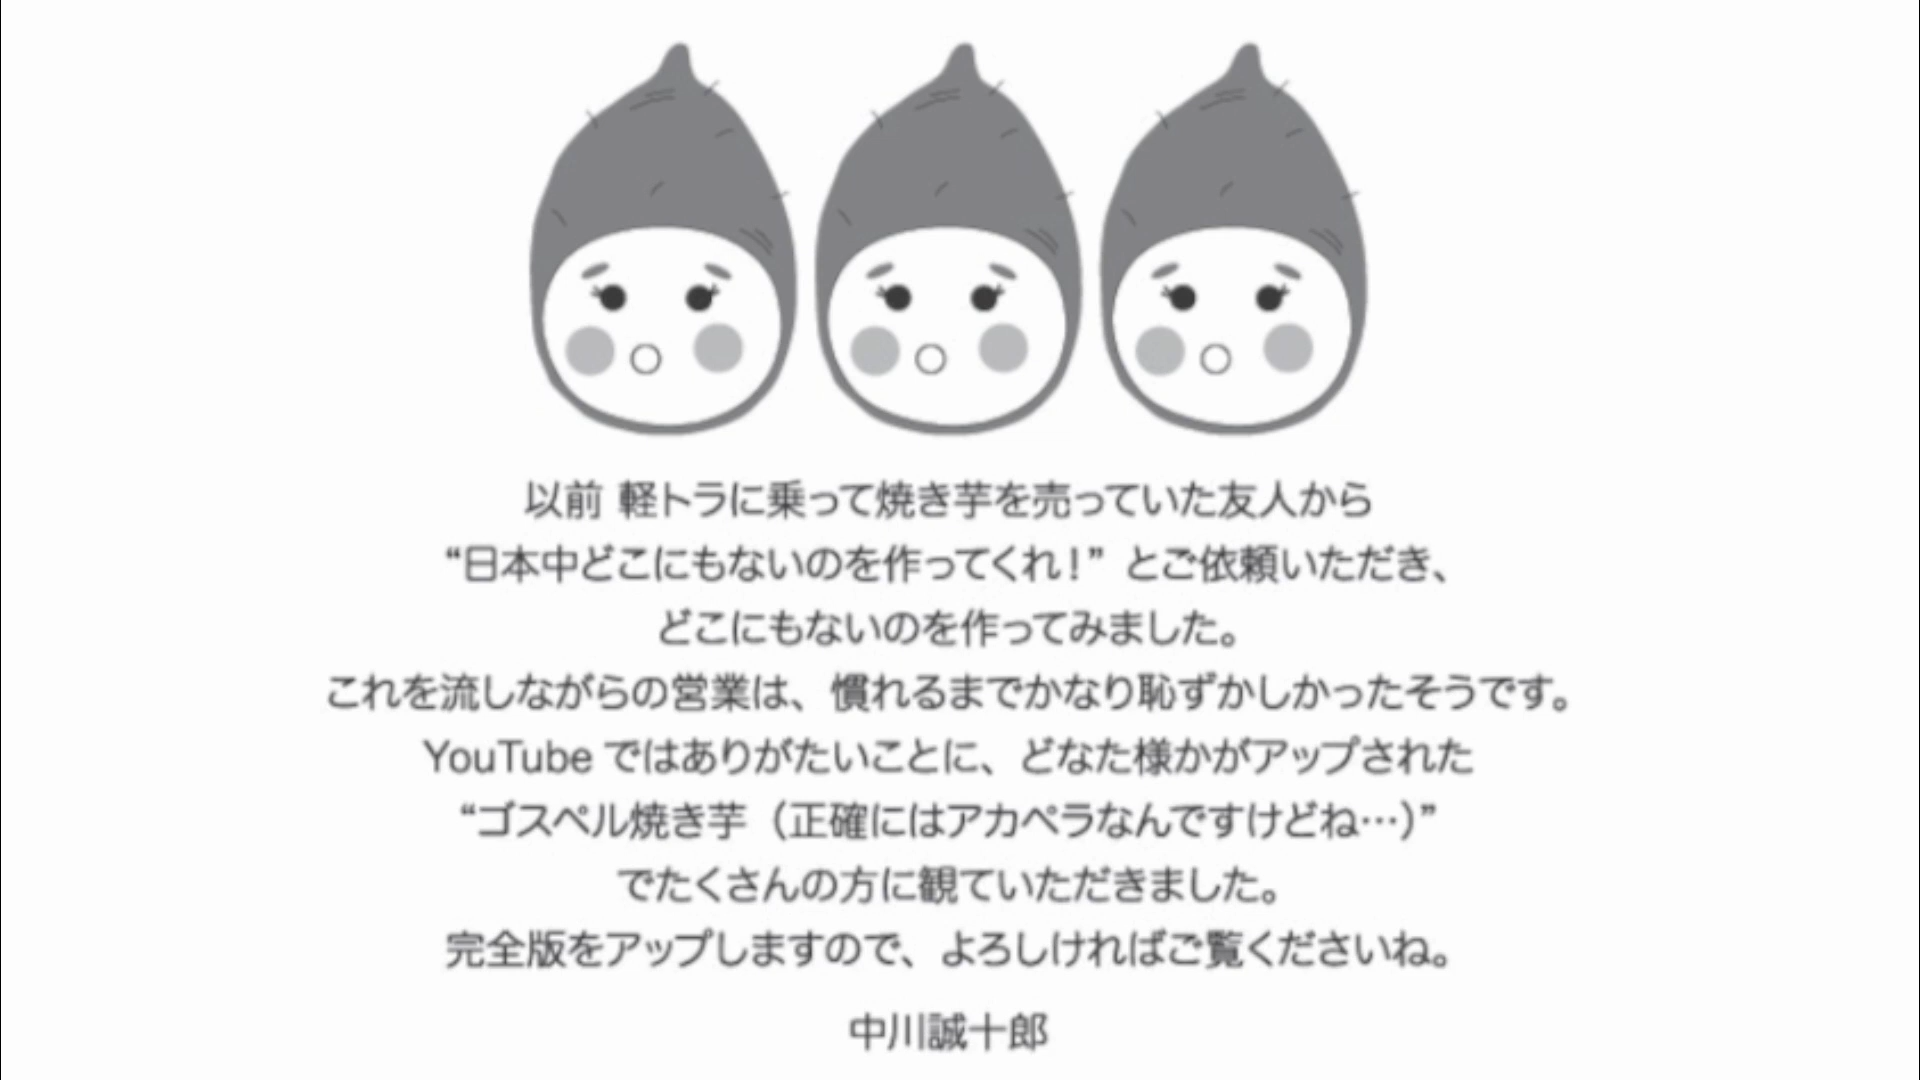 以前 軽トラに乗って焼き芋を売っていた友人から
“日本中どこにもないのを作ってくれ！” とご依頼いただき、
どこにもないのを作ってみました。
これを流しながらの営業は、慣れるまでかなり恥ずかしかったそうです。
YouTube ではありがたいことに、どなた様かがアップされた
“ゴスペル焼き芋（正確にはアカペラなんですけどね…）”
でたくさんの方に観ていただきました。
完全版をアップしますので、よろしければご覧くださいね。
中川誠十郎